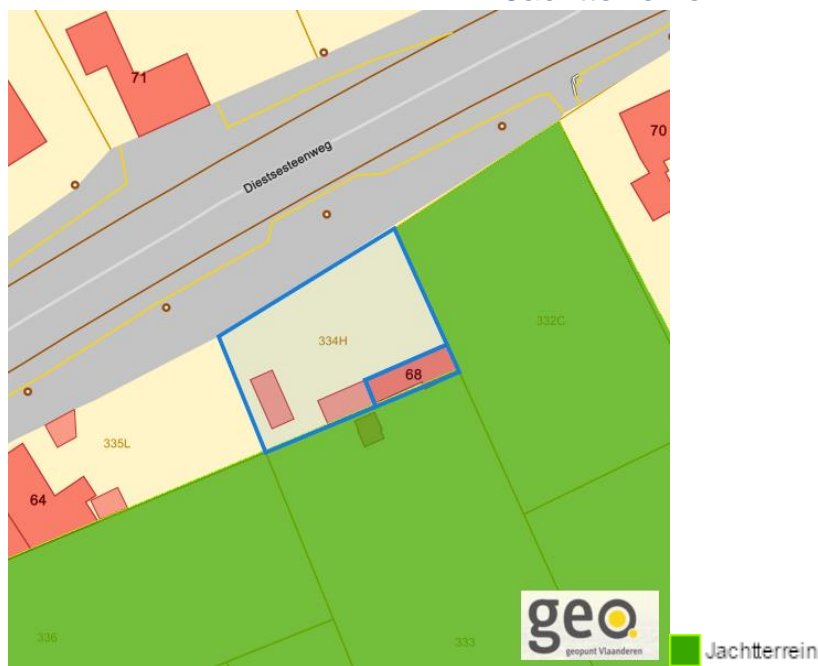 71
70
Diestsesteenweg
332C
334H
68
335L
64
336
333
geo.
geopunt Vlaanderen
Jachtterrein